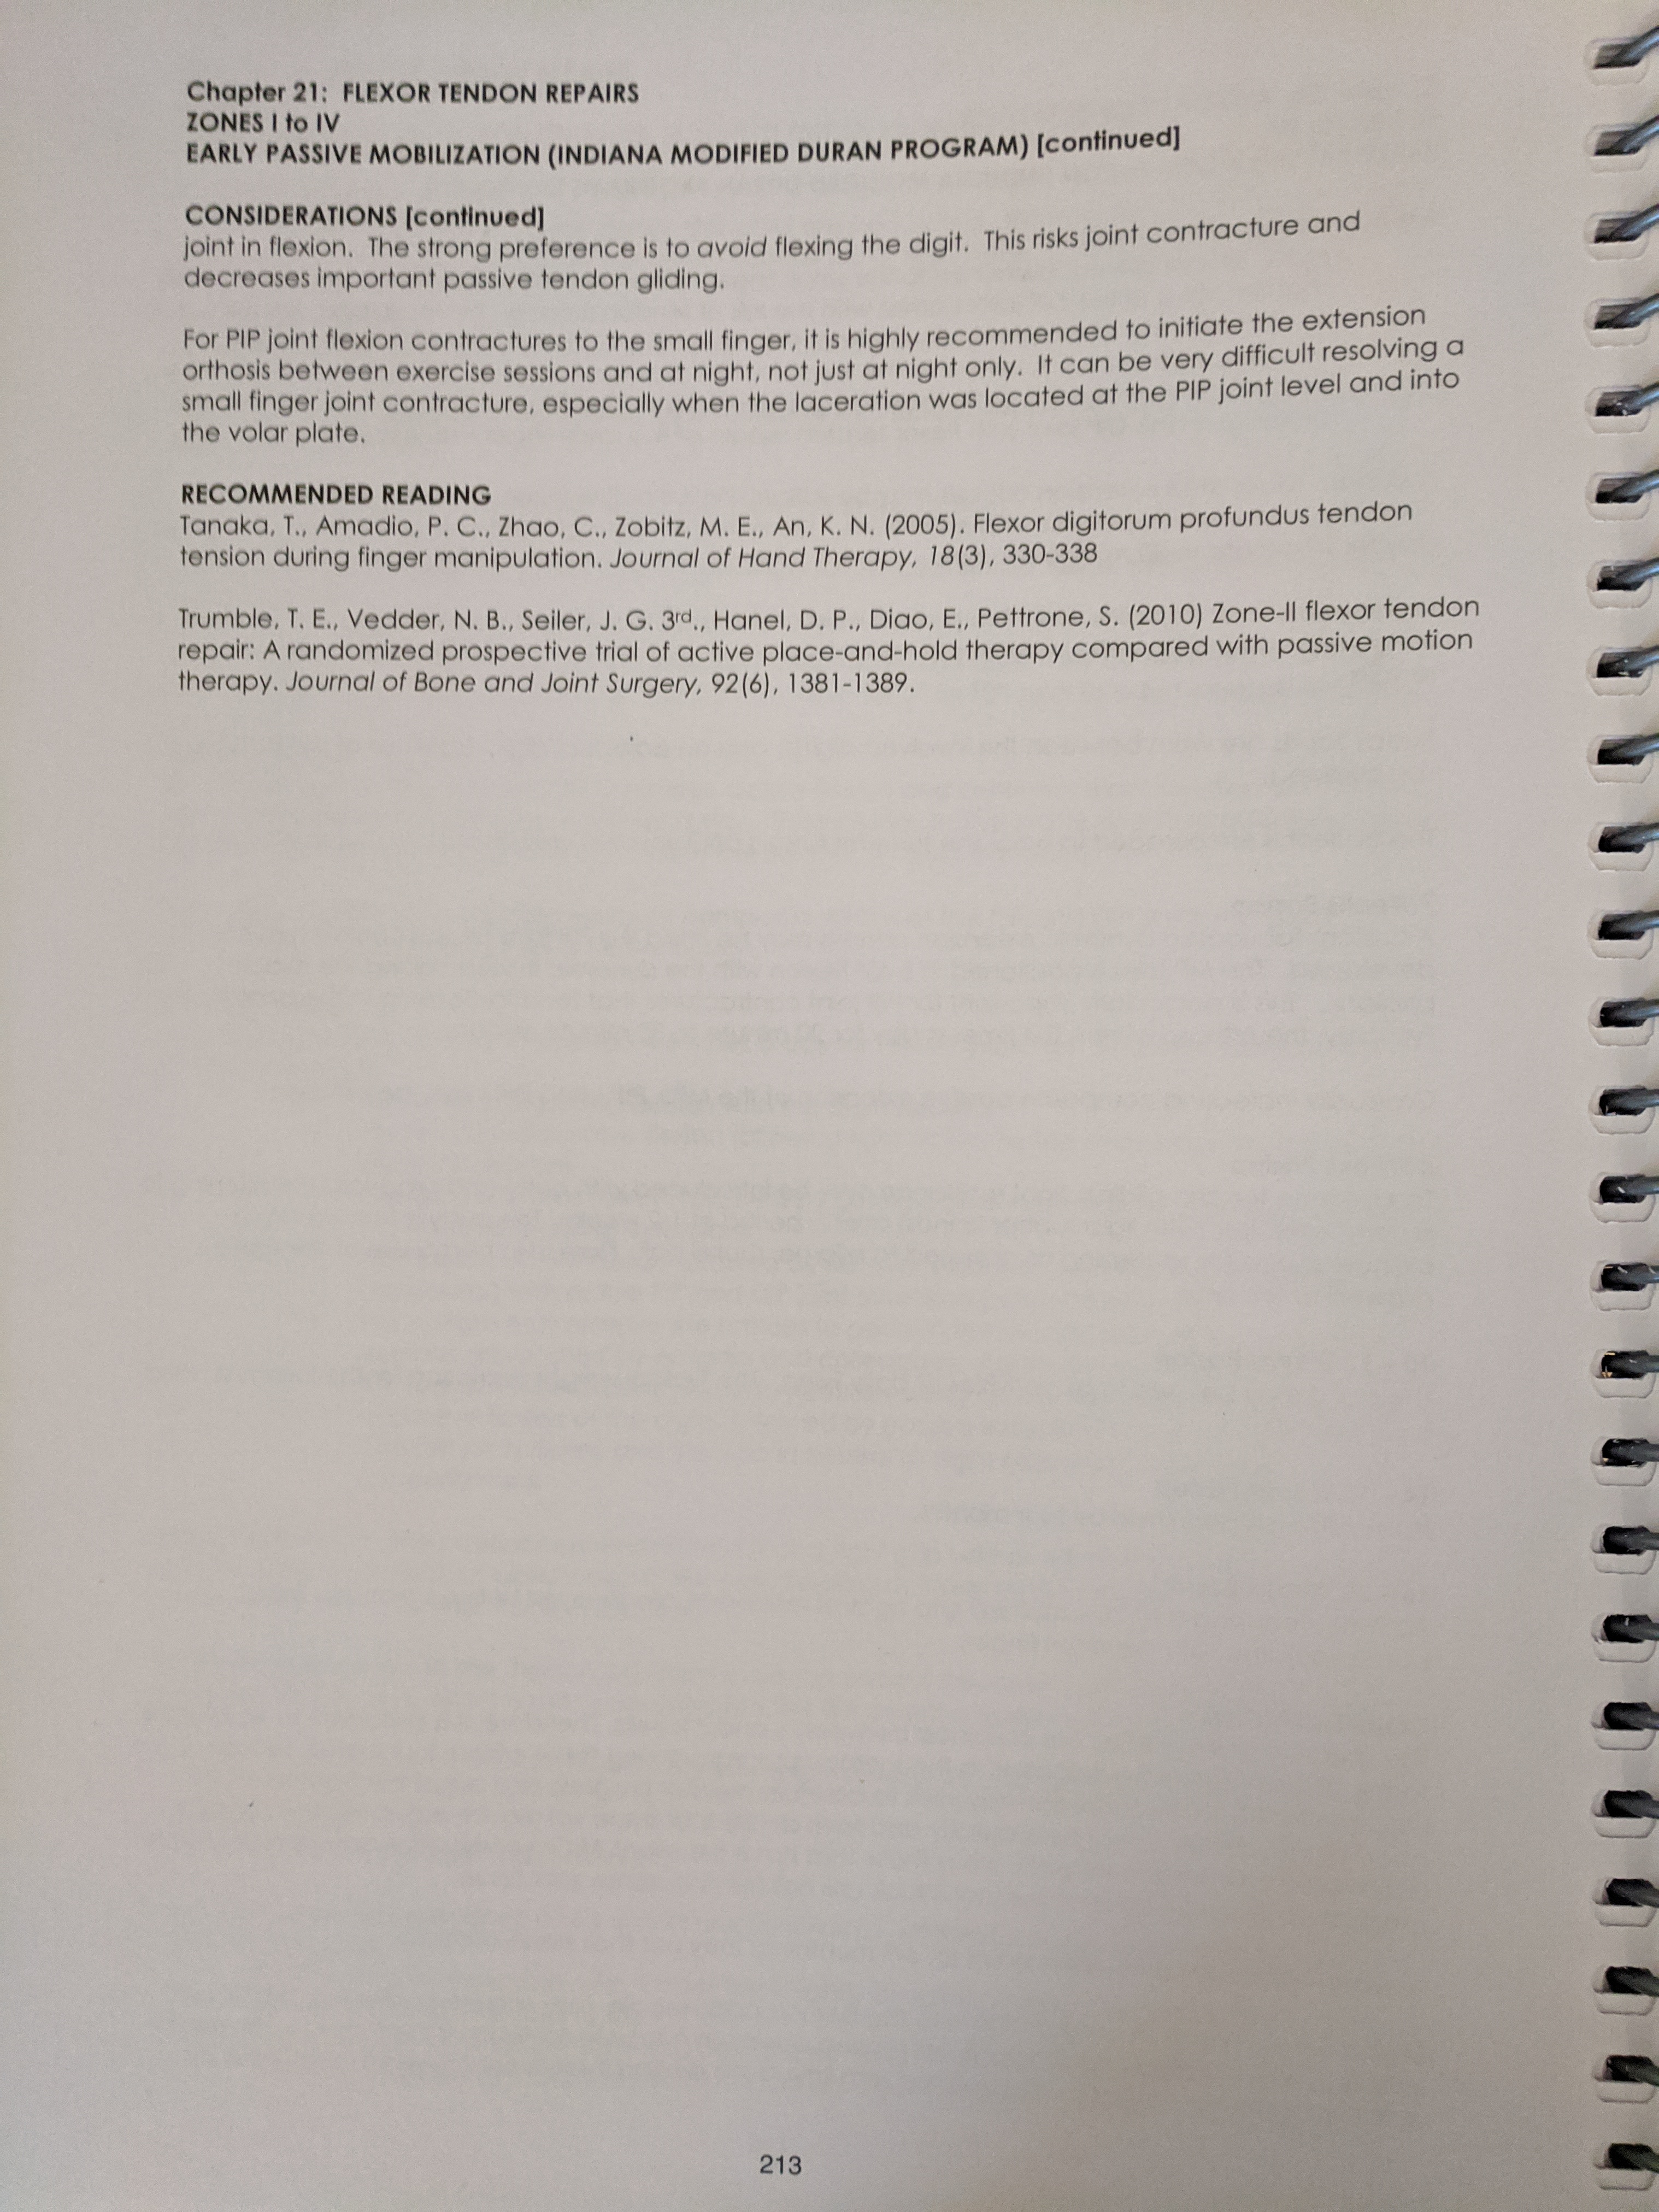 Chapter 21: FLEXOR TENDON REPAIRS
ZONES I to IV
EARLY PASSIVE MOBILIZATION (INDIANA MODIFIED DURAN PROGRAM) [continued]
CONSIDERATIONS [continued]
joint in flexion. The strong preference is to avoid flexing the digit. This risks joint contracture and
decreases important passive tendon gliding.
For PIP joint flexion contractures to the small finger, it is highly recommended to initiate the extension
orthosis between exercise sessions and at night, not just at night only. It can be very difficult resolving a
small finger joint contracture, especially when the laceration was located at the PIP joint level and into
the volar plate.
RECOMMENDED READING
Tanaka, T., Amadio, P. C., Zhao, C., Zobitz, M. E., An, K. N. (2005). Flexor digitorum profundus tendon
tension during finger manipulation. Journal of Hand Therapy, 18(3), 330-338
Trumble, T. E., Vedder, N. B., Seiler, J. G. 3rd., Hanel, D. P., Diao, E., Pettrone, S. (2010) Zone-II flexor tendon
repair: A randomized prospective trial of active place-and-hold therapy compared with passive motion
therapy. Journal of Bone and Joint Surgery, 92(6), 1381-1389.
213